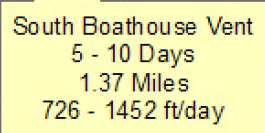 South Boathouse Vent
5 - 10 Days
1.37 Miles
726 - 1452 ft/day